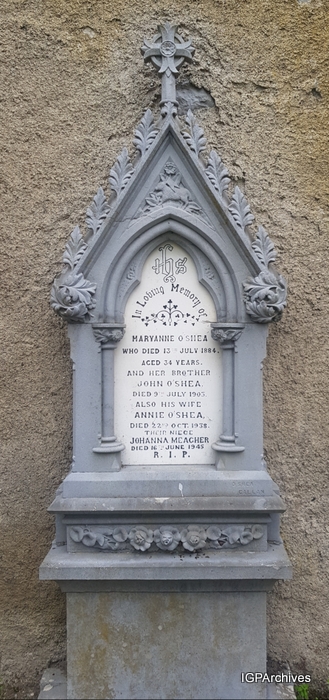 IHS
In Loving Memory of
MARYANNE O'SHEA
WHO DIED 13TH JULY 1884,
AGED 34 YEARS.
AND HER BROTHER
JOHN O'SHEA.
DIED 9TH JULY 1905.
ALSO HIS WIFE
ANNIE O'SHEA,
DIED 22ND OCT. 1938.
THEIR NIECE
JOHANNA MEAGHER
DIED 16TH JUNE 1945
R. I. P.
IGPArchives